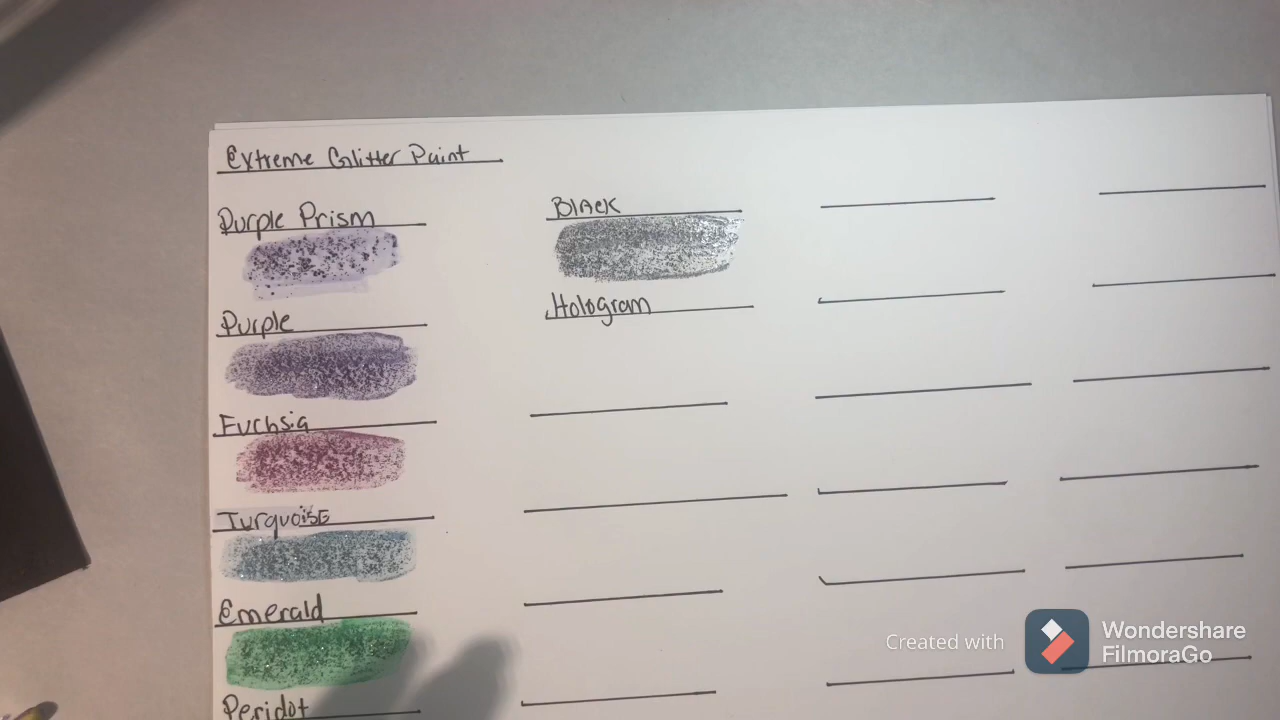 Extreme Glitter Paint
Purple Prism
Purple
Fuchsia
Turquoise
Emerald
Peridot
Black
Hologram
Created with
Wondershare
FilmoraGo